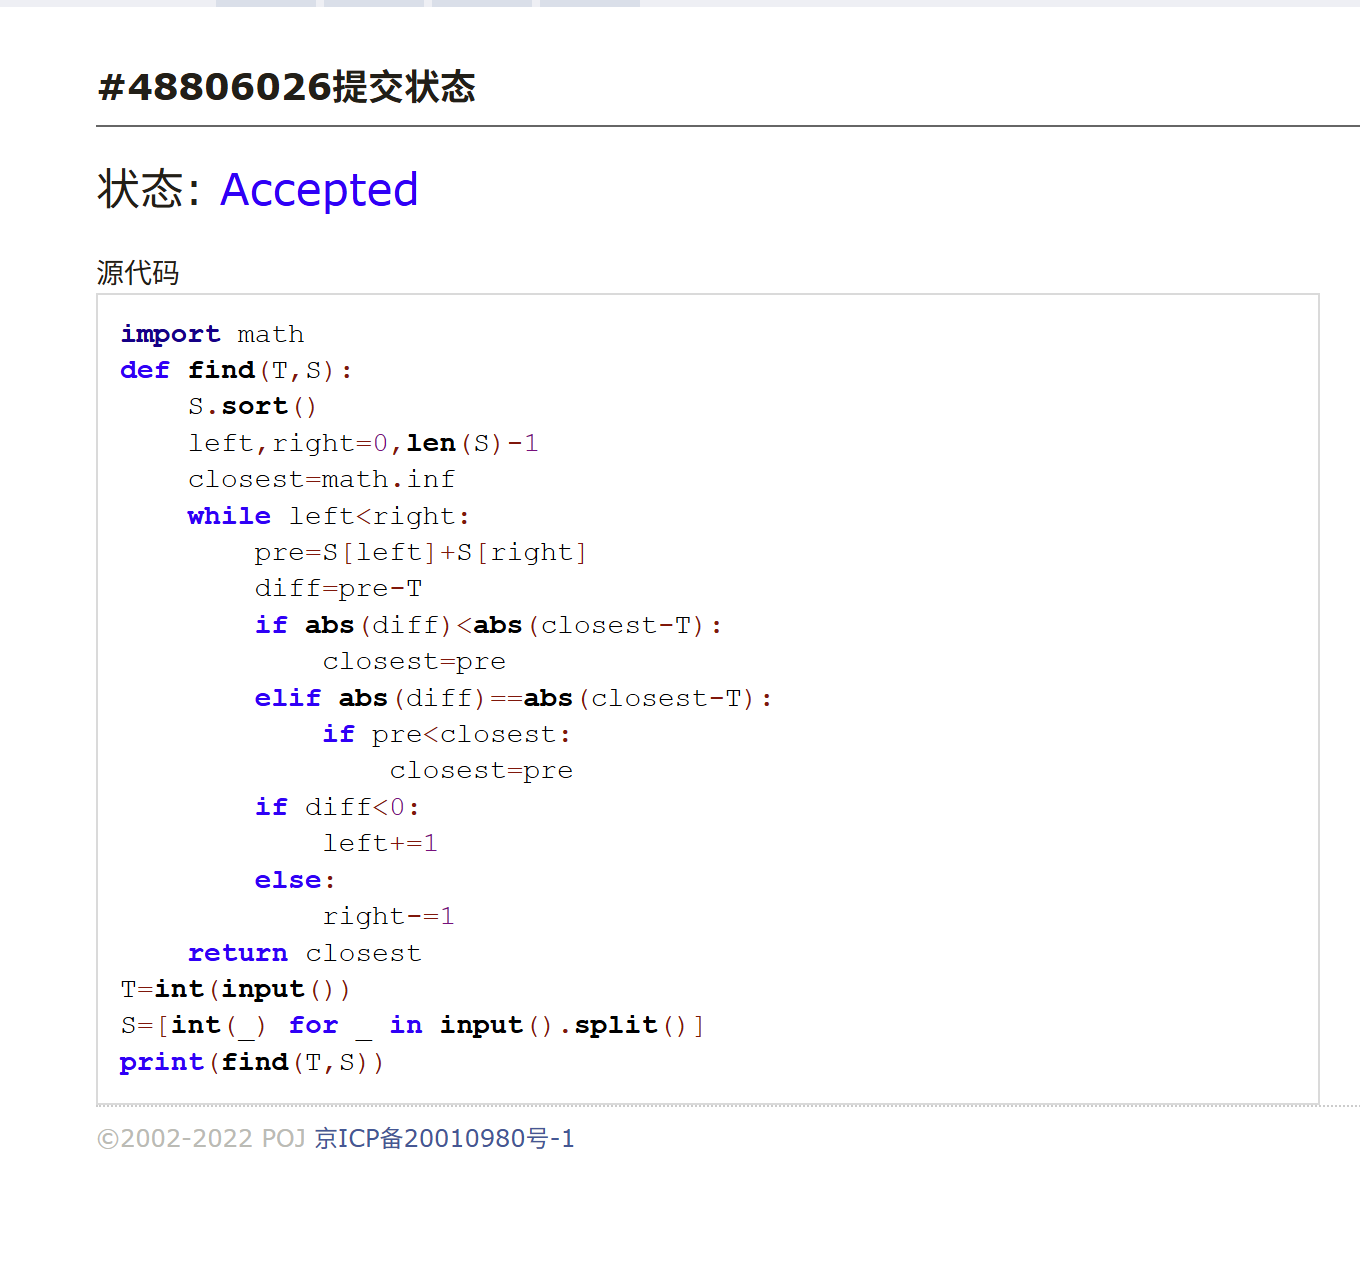 #48806026提交状态
状态: Accepted
源代码
import math
def find(T,S):
    S.sort()
    left,right=0,len(S)-1
    closest=math.inf
    while left<right:
        pre=S[left]+S[right]
        diff=pre-T
        if abs(diff)<abs(closest-T):
            closest=pre
        elif abs(diff)==abs(closest-T):
            if pre<closest:
                closest=pre
        if diff<0:
            left+=1
        else:
            right-=1
    return closest
T=int(input())
S=[int(_) for _ in input().split()]
print(find(T,S))
©2002-2022 POJ 京ICP备20010980号-1